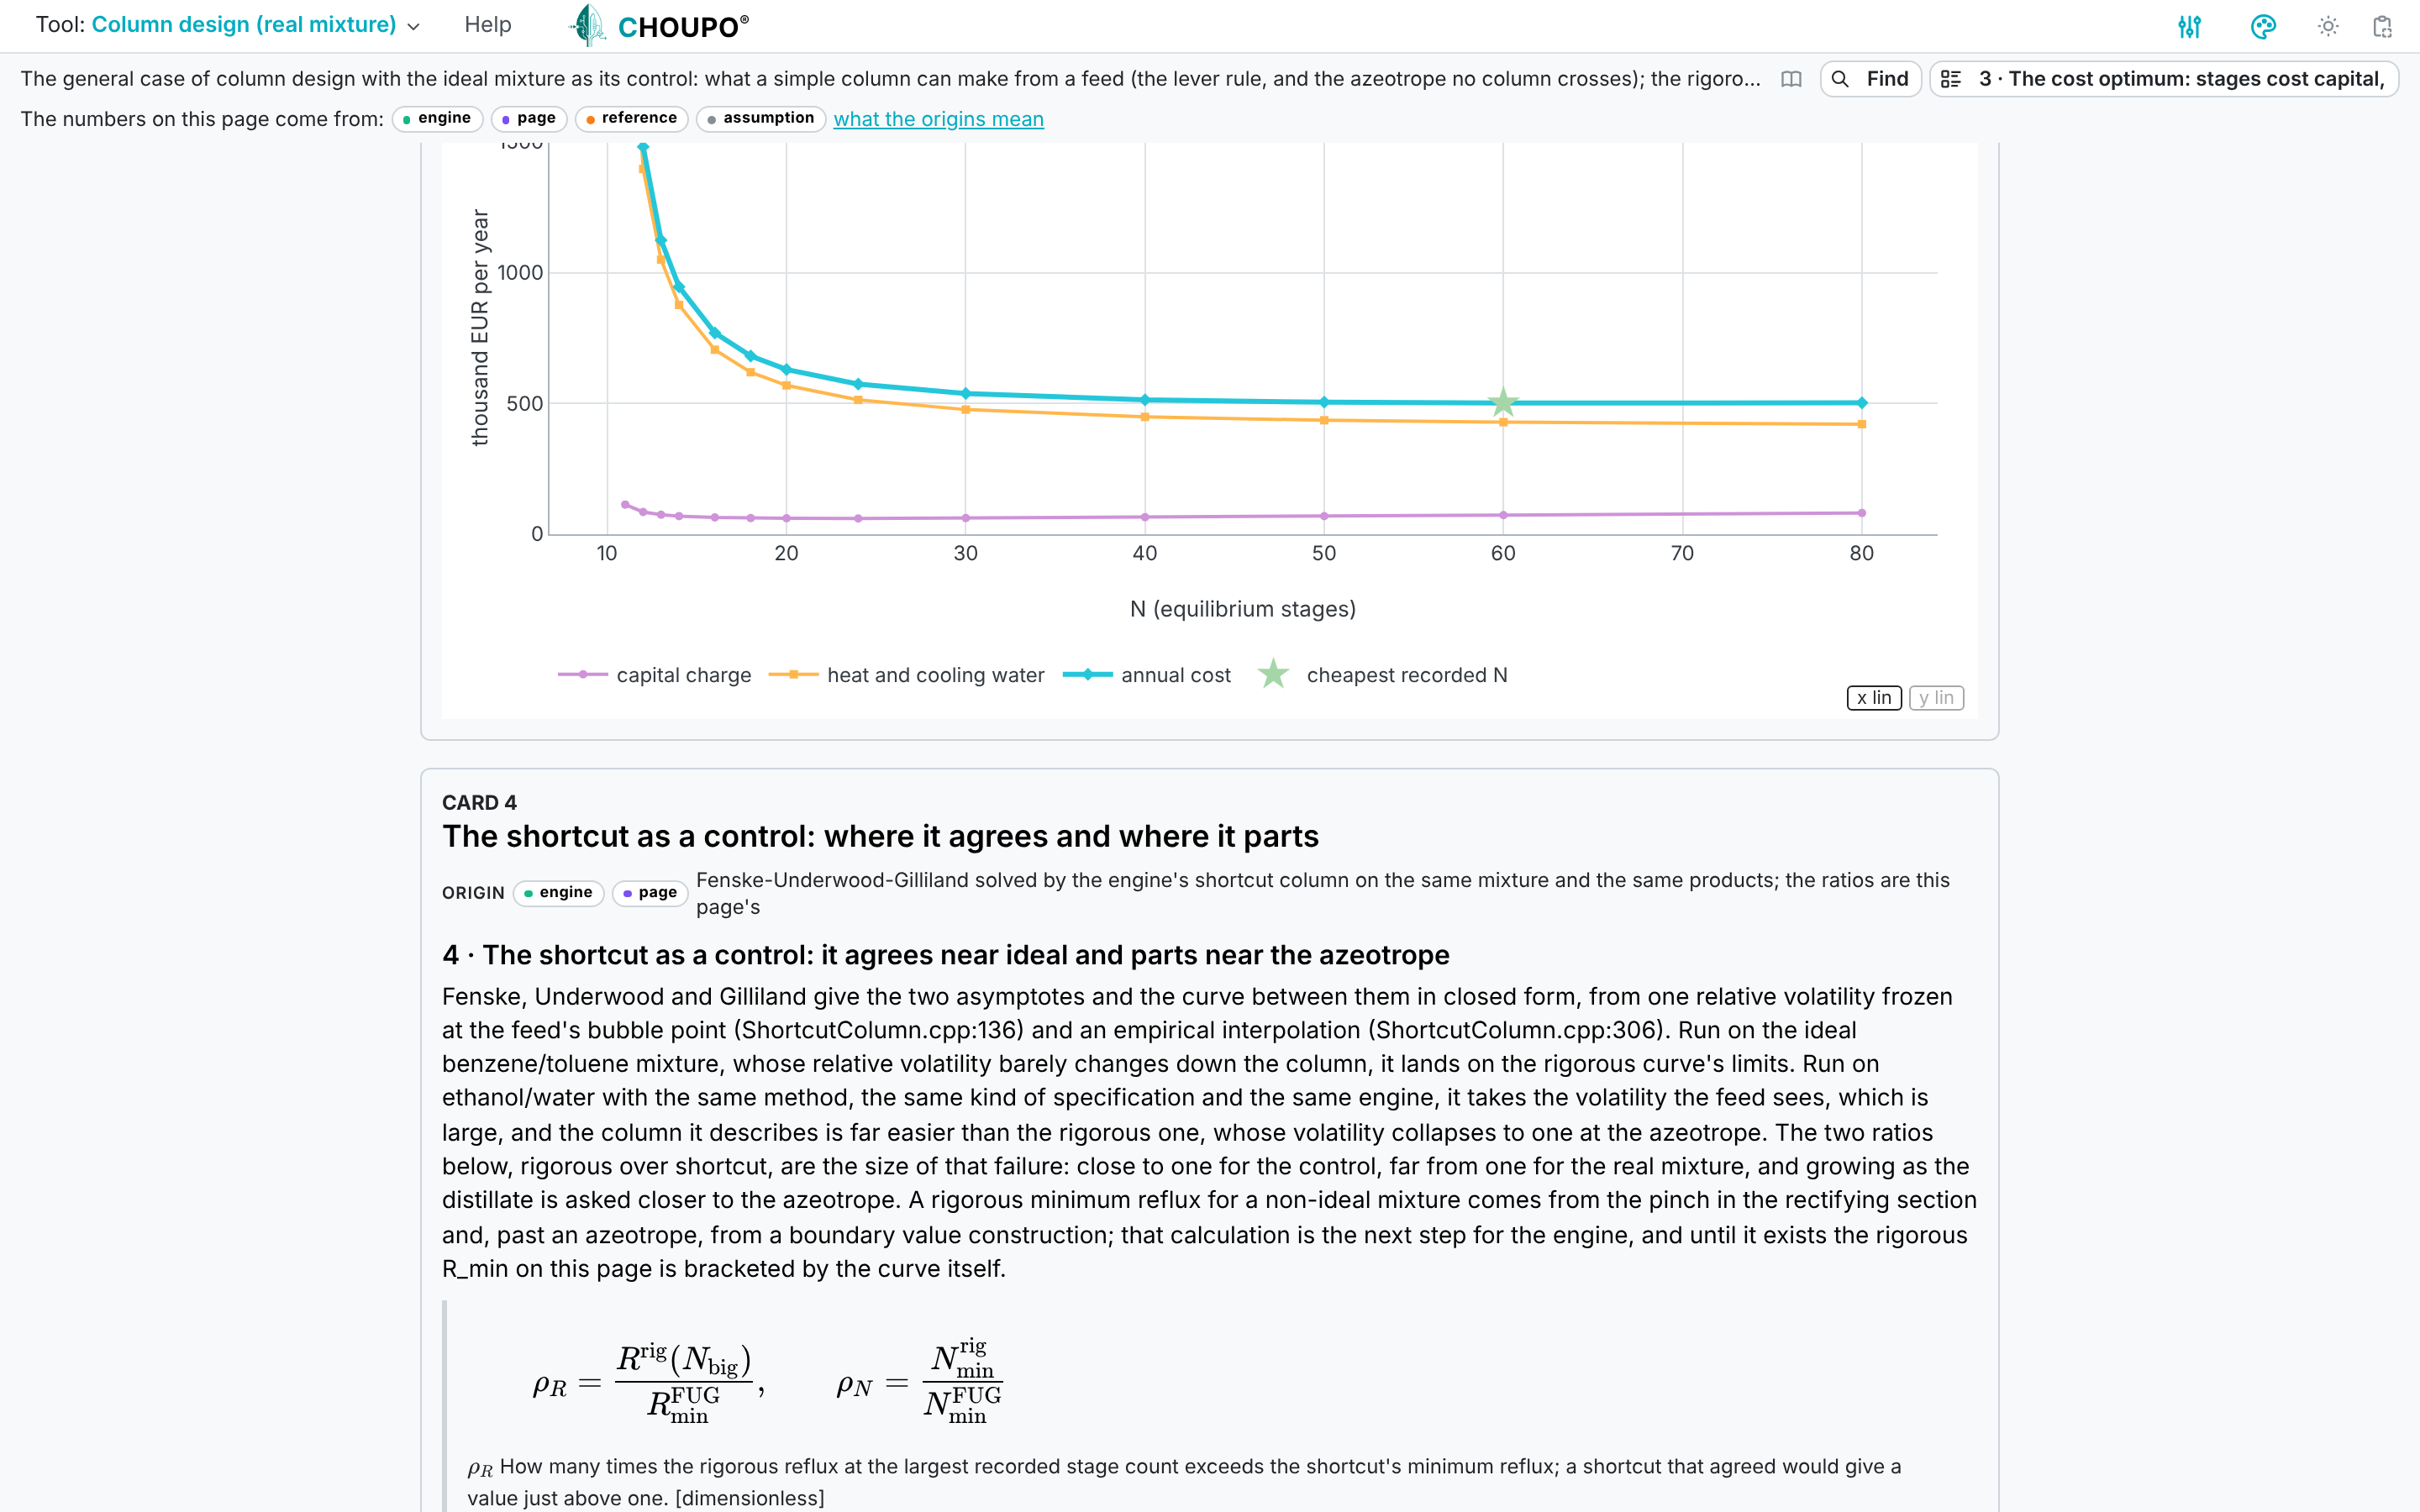 Tool: Column design (real mixture) Help CHOUPO®
The general case of column design with the ideal mixture as its control: what a simple column can make from a feed (the lever rule, and the azeotrope no column crosses); the rigoro... Find 3 · The cost optimum: stages cost capital,
The numbers on this page come from: engine page reference assumption what the origins mean
1500
1000
500
0
thousand EUR per year
10 20 30 40 50 60 70 80
N (equilibrium stages)
capital charge heat and cooling water annual cost cheapest recorded N
x lin y lin
CARD 4
The shortcut as a control: where it agrees and where it parts
ORIGIN engine page Fenske-Underwood-Gilliland solved by the engine's shortcut column on the same mixture and the same products; the ratios are this
page's
4 · The shortcut as a control: it agrees near ideal and parts near the azeotrope
Fenske, Underwood and Gilliland give the two asymptotes and the curve between them in closed form, from one relative volatility frozen
at the feed's bubble point (ShortcutColumn.cpp:136) and an empirical interpolation (ShortcutColumn.cpp:306). Run on the ideal
benzene/toluene mixture, whose relative volatility barely changes down the column, it lands on the rigorous curve's limits. Run on
ethanol/water with the same method, the same kind of specification and the same engine, it takes the volatility the feed sees, which is
large, and the column it describes is far easier than the rigorous one, whose volatility collapses to one at the azeotrope. The two ratios
below, rigorous over shortcut, are the size of that failure: close to one for the control, far from one for the real mixture, and growing as the
distillate is asked closer to the azeotrope. A rigorous minimum reflux for a non-ideal mixture comes from the pinch in the rectifying section
and, past an azeotrope, from a boundary value construction; that calculation is the next step for the engine, and until it exists the rigorous
R_min on this page is bracketed by the curve itself.
ρ_R = R^rig(N_big) / R_min^FUG, ρ_N = N_min^rig / N_min^FUG
ρ_R How many times the rigorous reflux at the largest recorded stage count exceeds the shortcut's minimum reflux; a shortcut that agreed would give a
value just above one. [dimensionless]